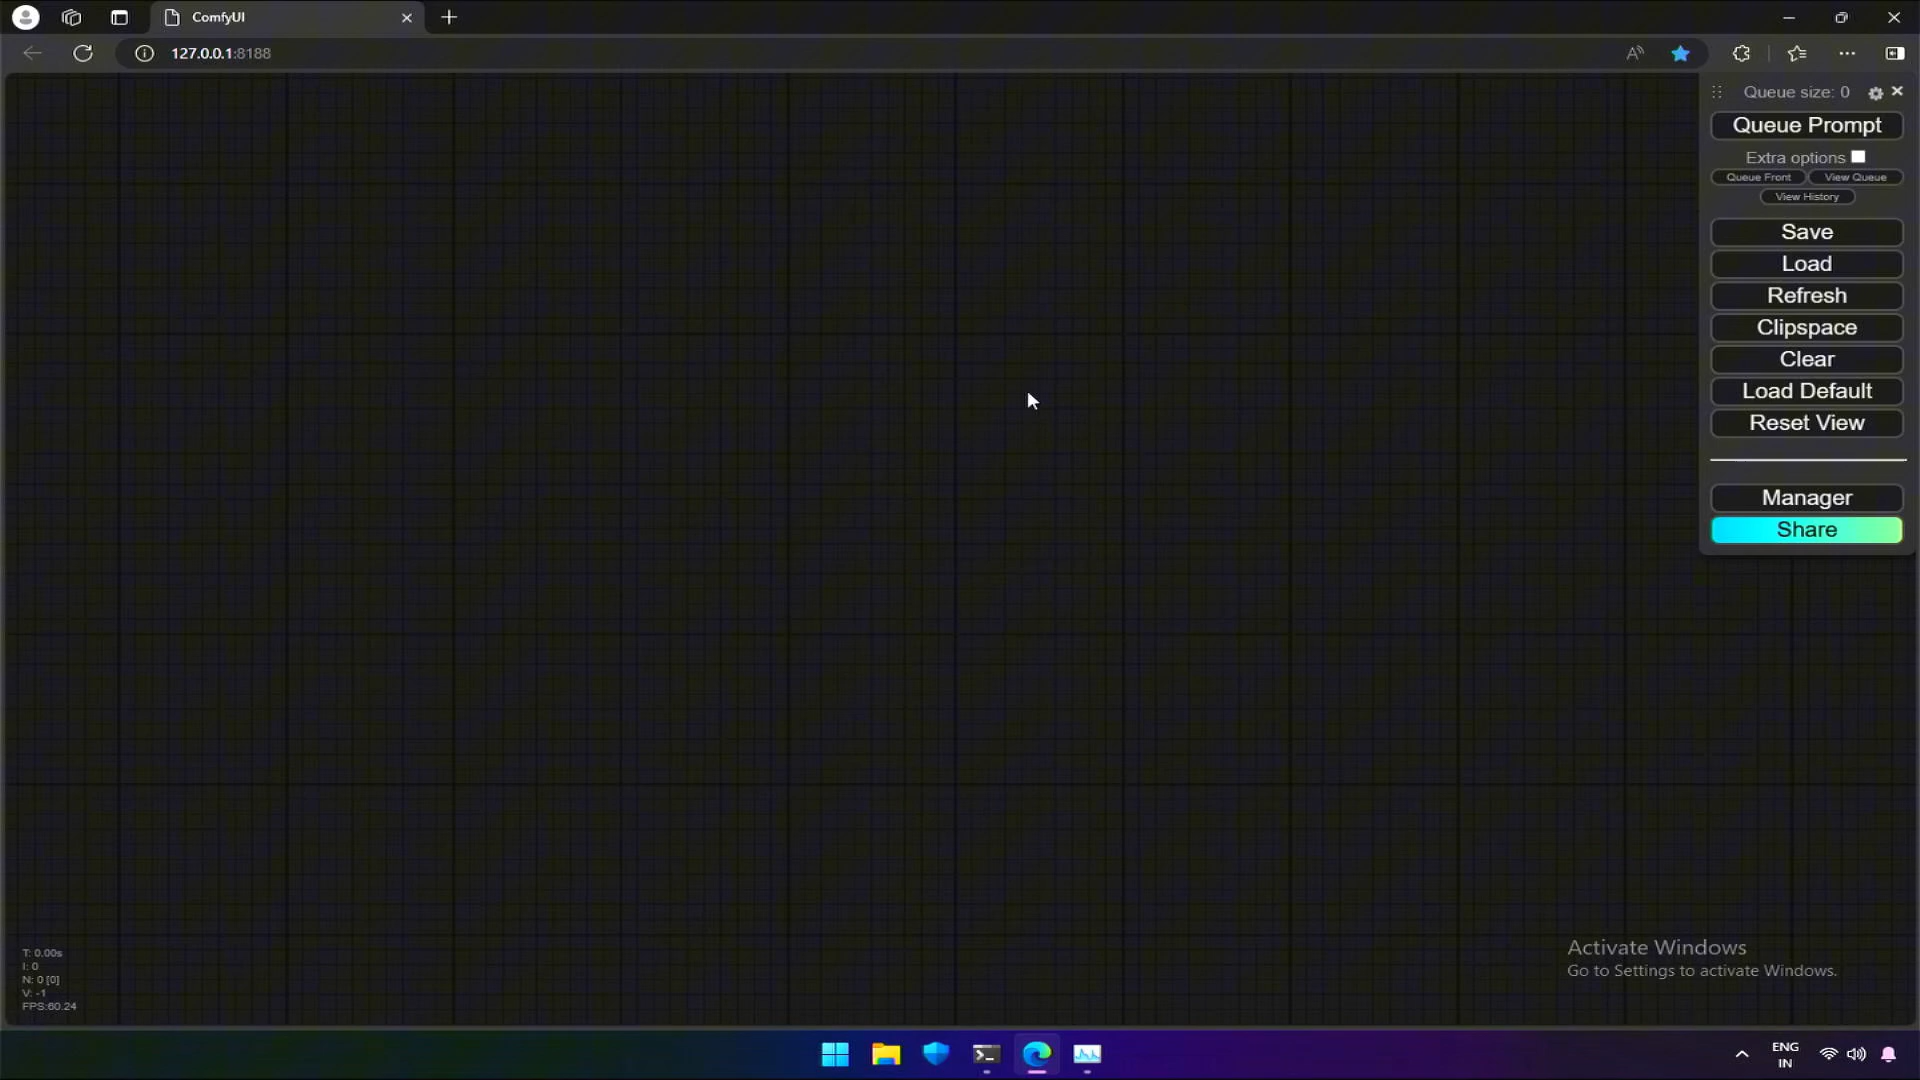 ComfyUI
127.0.0.1:8188
Queue size: 0
Queue Prompt
Extra options
Queue Front
View Queue
View History
Save
Load
Refresh
Clipspace
Clear
Load Default
Reset View
Manager
Share
T: 0.00s
I: 0
N: 0 [0]
V: -1
FPS:60.24
Activate Windows
Go to Settings to activate Windows.
ENG
IN